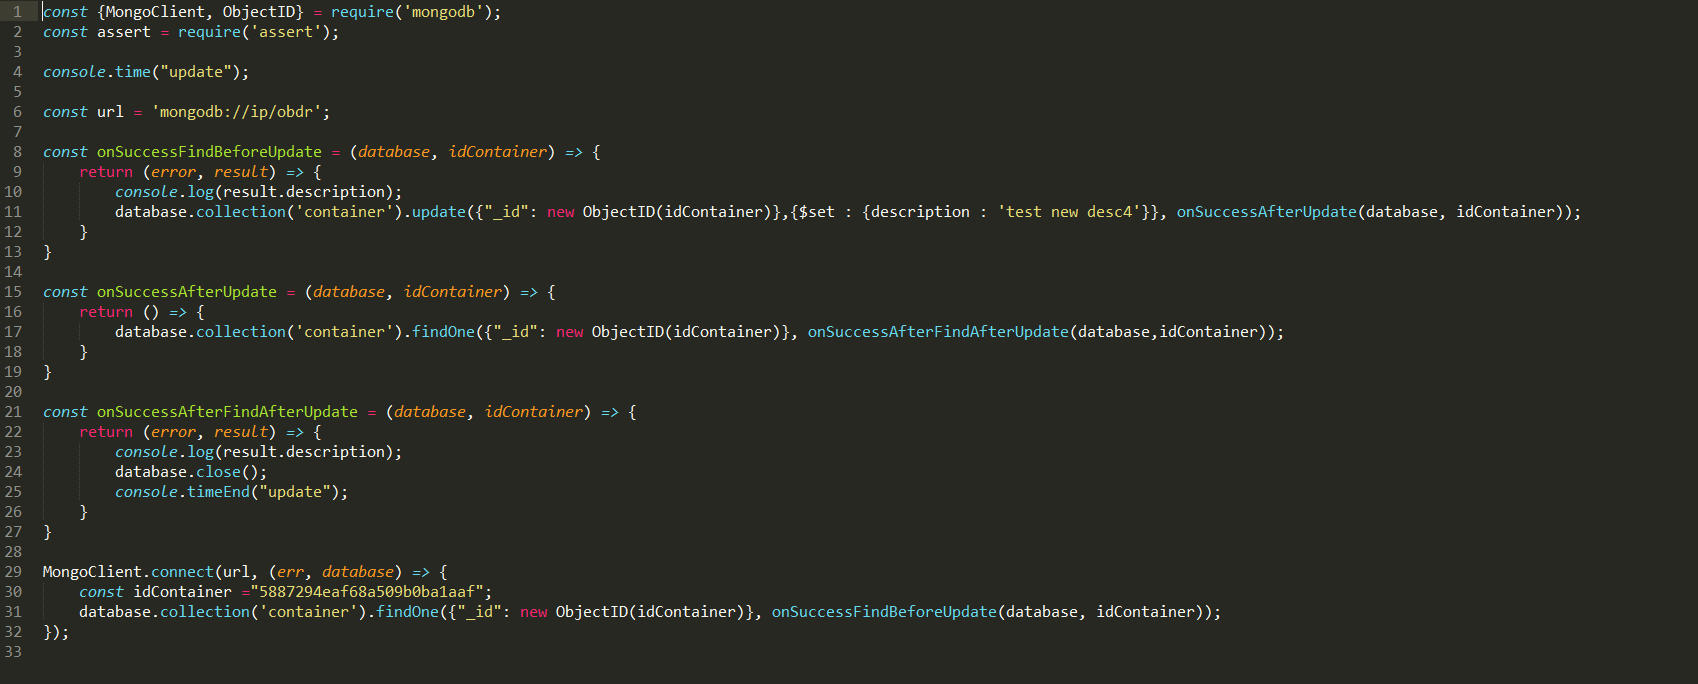 1 const {MongoClient, ObjectID} = require('mongodb');
2 const assert = require('assert');
3
4 console.time("update");
5
6 const url = 'mongodb://ip/obdr';
7
8 const onSuccessFindBeforeUpdate = (database, idContainer) => {
9     return (error, result) => {
10         console.log(result.description);
11         database.collection('container').update({"_id": new ObjectID(idContainer)},{$set : {description : 'test new desc4'}}, onSuccessAfterUpdate(database, idContainer));
12     }
13 }
14
15 const onSuccessAfterUpdate = (database, idContainer) => {
16     return () => {
17         database.collection('container').findOne({"_id": new ObjectID(idContainer)}, onSuccessAfterFindAfterUpdate(database,idContainer));
18     }
19 }
20
21 const onSuccessAfterFindAfterUpdate = (database, idContainer) => {
22     return (error, result) => {
23         console.log(result.description);
24         database.close();
25         console.timeEnd("update");
26     }
27 }
28
29 MongoClient.connect(url, (err, database) => {
30     const idContainer ="5887294eaf68a509b0ba1aaf";
31     database.collection('container').findOne({"_id": new ObjectID(idContainer)}, onSuccessFindBeforeUpdate(database, idContainer));
32 });
33